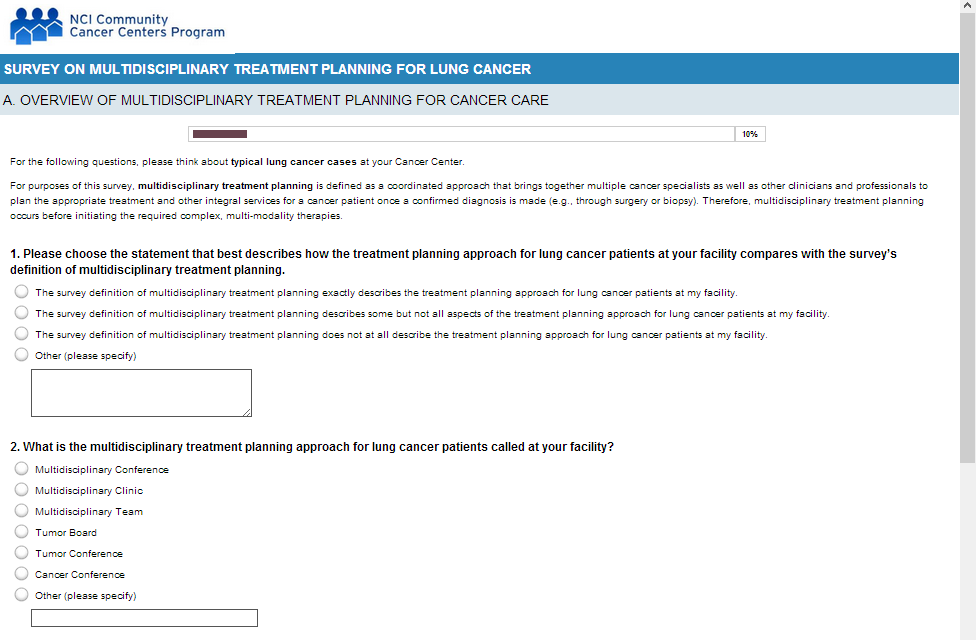 NCI Community
Cancer Centers Program
SURVEY ON MULTIDISCIPLINARY TREATMENT PLANNING FOR LUNG CANCER
A. OVERVIEW OF MULTIDISCIPLINARY TREATMENT PLANNING FOR CANCER CARE
10%
For the following questions, please think about typical lung cancer cases at your Cancer Center.
For purposes of this survey, multidisciplinary treatment planning is defined as a coordinated approach that brings together multiple cancer specialists as well as other clinicians and professionals to
plan the appropriate treatment and other integral services for a cancer patient once a confirmed diagnosis is made (e.g., through surgery or biopsy). Therefore, multidisciplinary treatment planning
occurs before initiating the required complex, multi-modality therapies.
1. Please choose the statement that best describes how the treatment planning approach for lung cancer patients at your facility compares with the survey's
definition of multidisciplinary treatment planning.
The survey definition of multidisciplinary treatment planning exactly describes the treatment planning approach for lung cancer patients at my facility.
The survey definition of multidisciplinary treatment planning describes some but not all aspects of the treatment planning approach for lung cancer patients at my facility.
The survey definition of multidisciplinary treatment planning does not at all describe the treatment planning approach for lung cancer patients at my facility.
Other (please specify)
2. What is the multidisciplinary treatment planning approach for lung cancer patients called at your facility?
Multidisciplinary Conference
Multidisciplinary Clinic
Multidisciplinary Team
Tumor Board
Tumor Conference
Cancer Conference
Other (please specify)